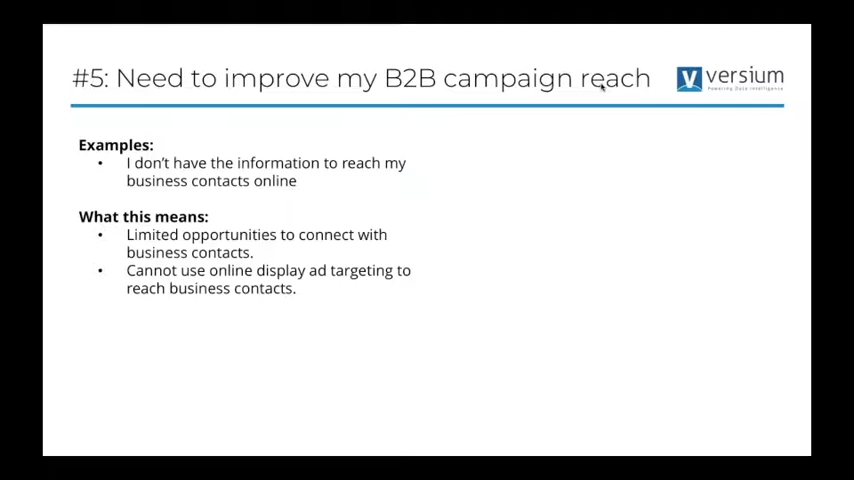 #5: Need to improve my B2B campaign reach
versium
Powering Data Intelligence
Examples:
• I don't have the information to reach my
business contacts online
What this means:
• Limited opportunities to connect with
business contacts.
• Cannot use online display ad targeting to
reach business contacts.